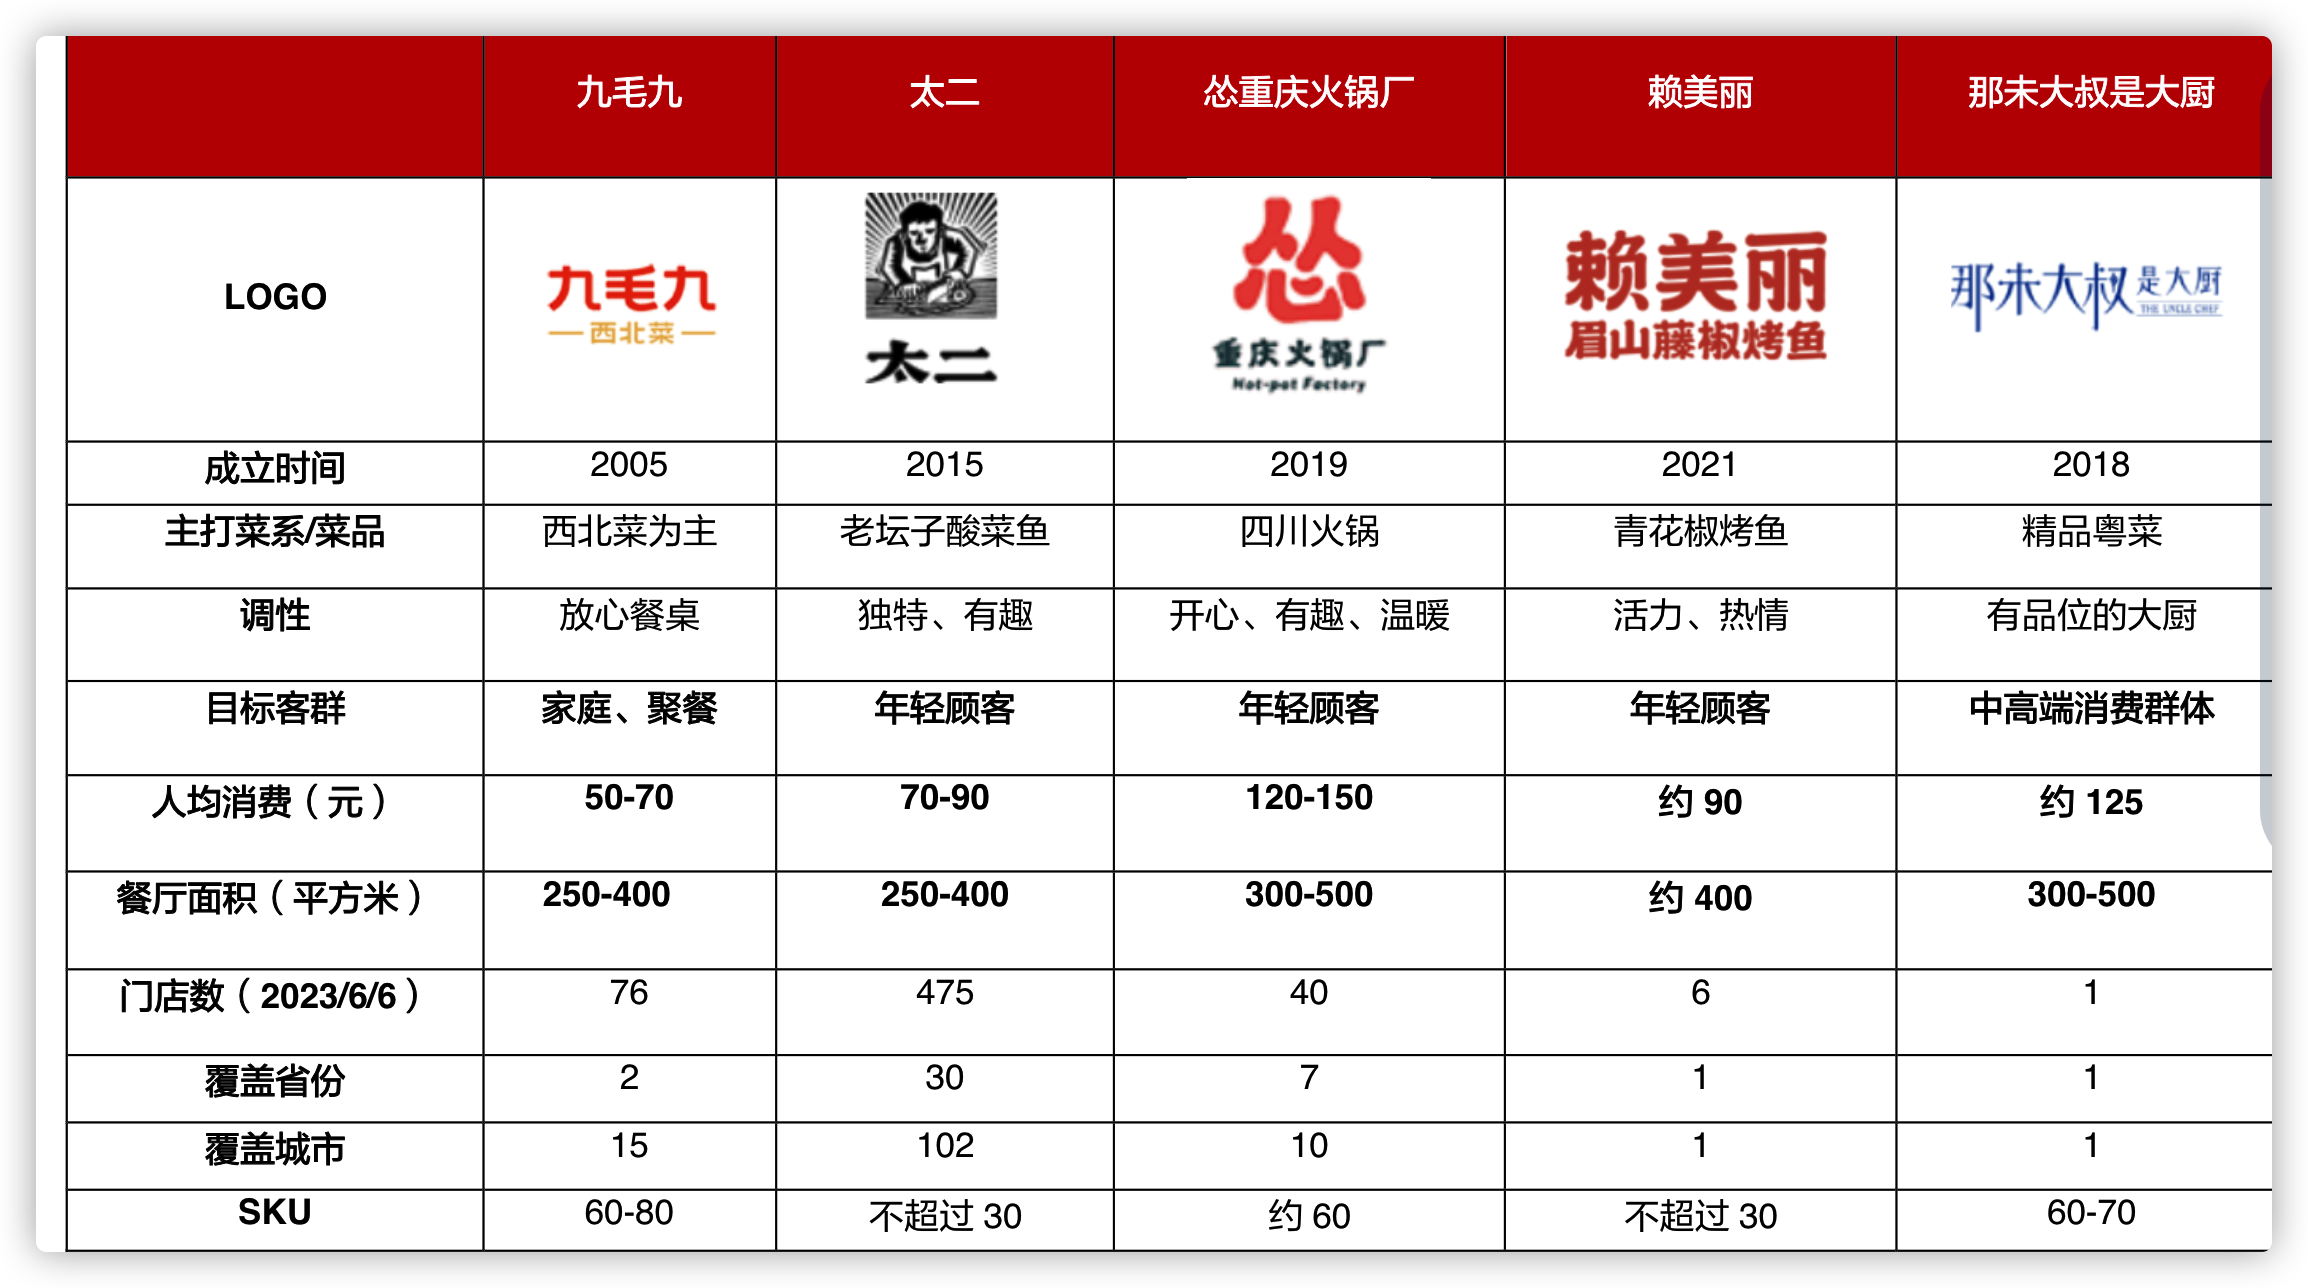 九毛九 太二 怂重庆火锅厂 赖美丽 那未大叔是大厨
LOGO
九毛九
西北菜
太二
怂
重庆火锅厂
Hot-pot Factory
赖美丽
眉山藤椒烤鱼
那未大叔是大厨
THE UNCLE CHEF
成立时间 2005 2015 2019 2021 2018
主打菜系/菜品 西北菜为主 老坛子酸菜鱼 四川火锅 青花椒烤鱼 精品粤菜
调性 放心餐桌 独特、有趣 开心、有趣、温暖 活力、热情 有品位的大厨
目标客群 家庭、聚餐 年轻顾客 年轻顾客 年轻顾客 中高端消费群体
人均消费（元） 50-70 70-90 120-150 约 90 约 125
餐厅面积（平方米） 250-400 250-400 300-500 约 400 300-500
门店数（2023/6/6） 76 475 40 6 1
覆盖省份 2 30 7 1 1
覆盖城市 15 102 10 1 1
SKU 60-80 不超过 30 约 60 不超过 30 60-70